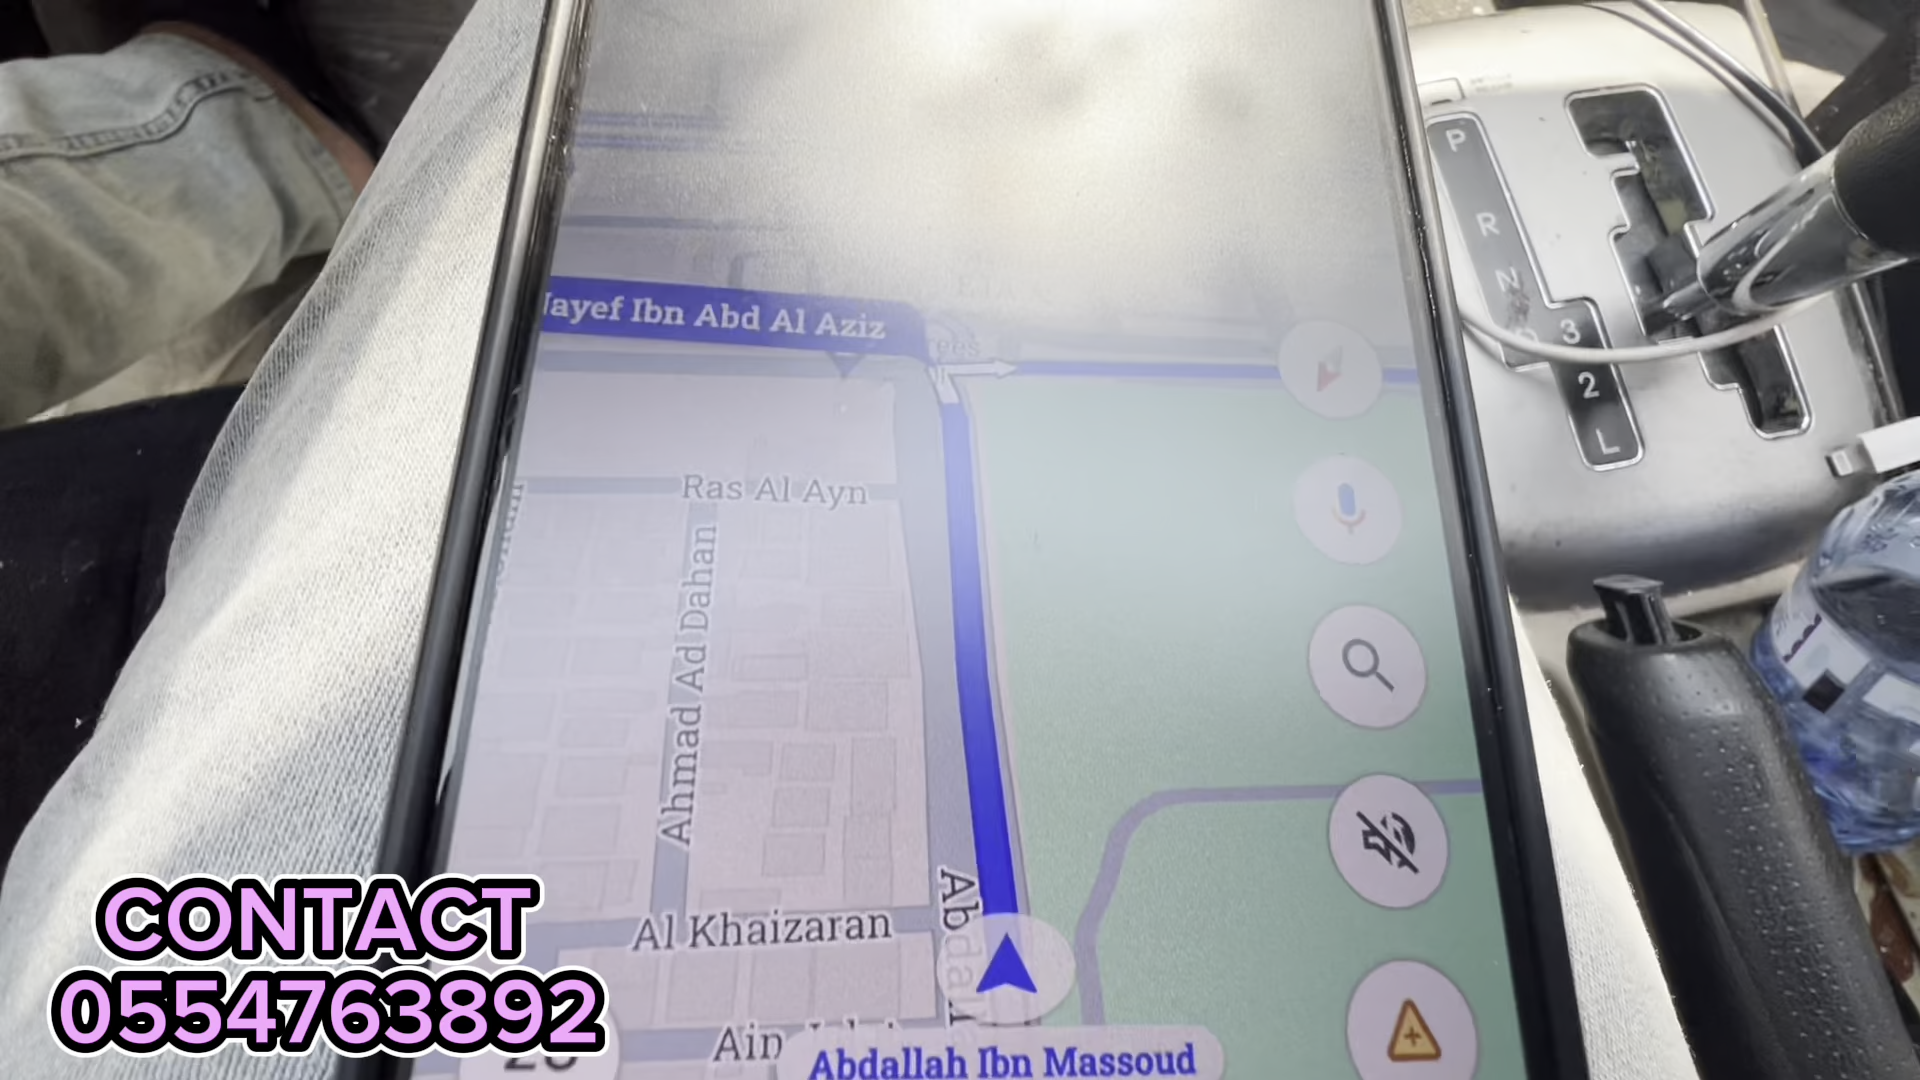 P
R
N
3
2
L
Nayef Ibn Abd Al Aziz
Ras Al Ayn
Ahmad Ad Dahan
Al Khaizaran
Ain
Abdallah Ibn Massoud
CONTACT
0554763892